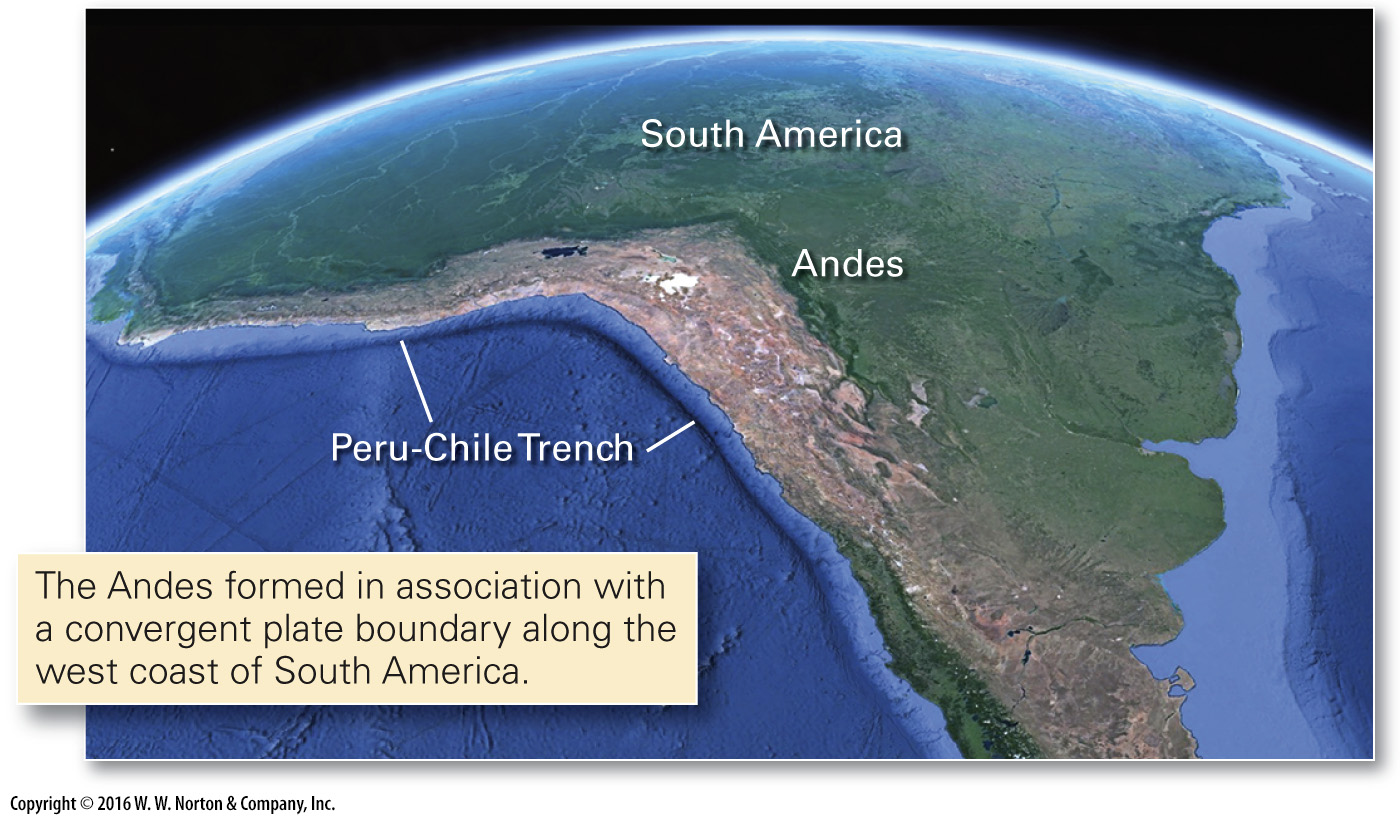 South America
Andes
Peru-Chile Trench
The Andes formed in association with
a convergent plate boundary along the
west coast of South America.
Copyright © 2016 W. W. Norton & Company, Inc.